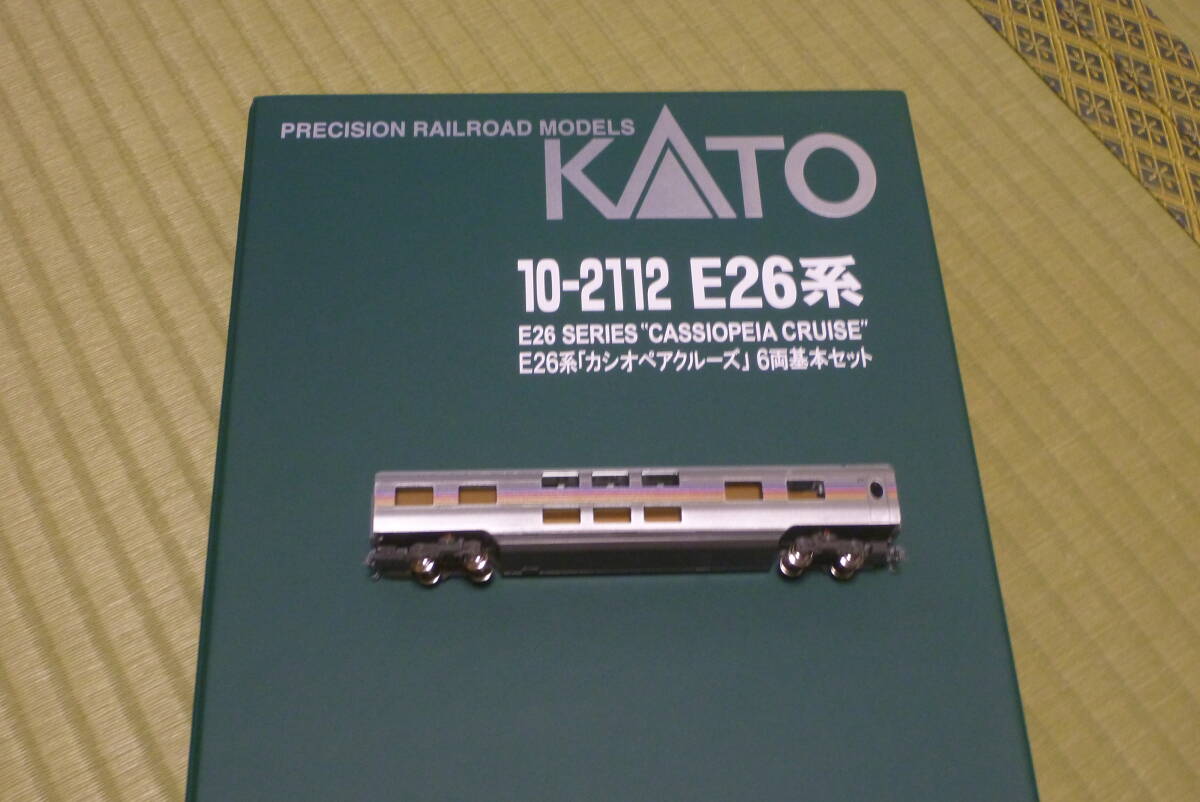 PRECISION RAILROAD MODELS
KATO
10-2112 E26系
E26 SERIES "CASSIOPEIA CRUISE"
E26系「カシオペアクルーズ」6両基本セット